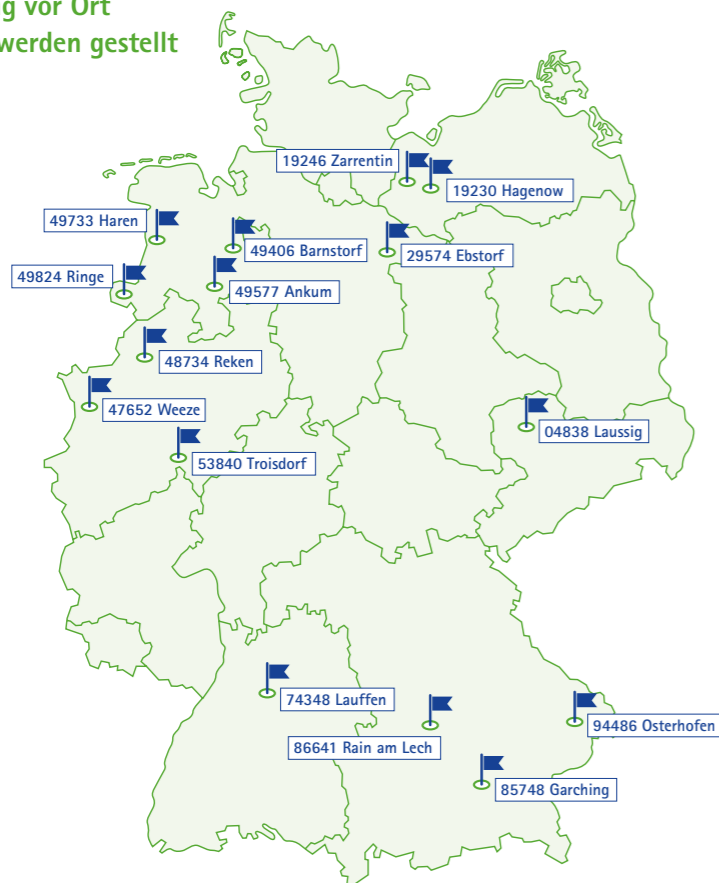 g vor Ort
werden gestellt
19246 Zarrentin
19230 Hagenow
49733 Haren
49406 Barnstorf
29574 Ebstorf
49824 Ringe
49577 Ankum
48734 Reken
47652 Weeze
04838 Laussig
53840 Troisdorf
74348 Lauffen
94486 Osterhofen
86641 Rain am Lech
85748 Garching